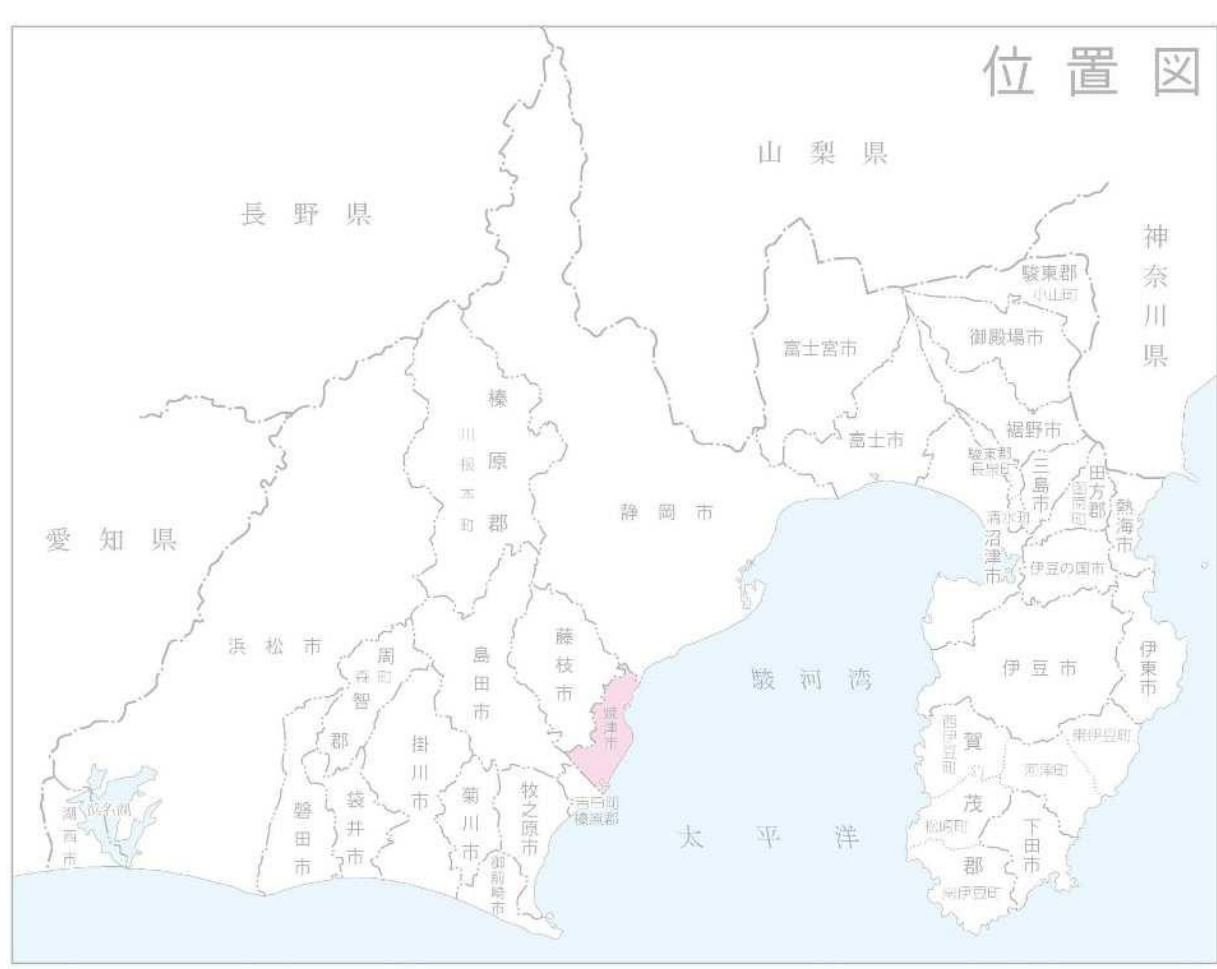 位置図
山梨県
長野県
神奈川県
駿東郡
小山町
御殿場市
富士宮市
裾野市
富士市
駿東郡
長泉町
三島市
田方郡
函南町
熱海市
清水町
沼津市
伊豆の国市
榛原郡
川根本町
静岡市
愛知県
浜松市
周智郡
森町
島田市
藤枝市
焼津市
駿河湾
伊豆市
伊東市
賀茂郡
西伊豆町
東伊豆町
河津町
松崎町
下田市
南伊豆町
掛川市
菊川市
牧之原市
吉田町
榛原郡
御前崎市
袋井市
磐田市
浜名湖
湖西市
太平洋